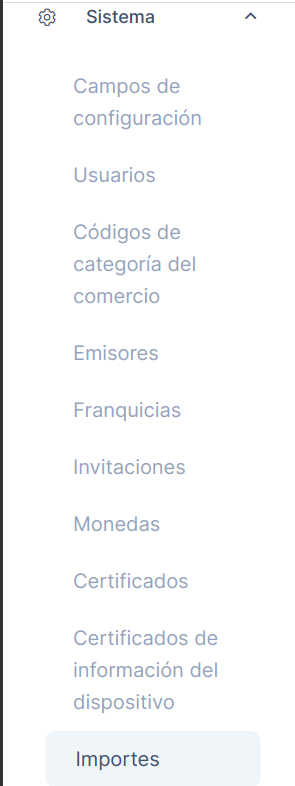 Sistema
Campos de
configuración
Usuarios
Códigos de
categoría del
comercio
Emisores
Franquicias
Invitaciones
Monedas
Certificados
Certificados de
información del
dispositivo
Importes